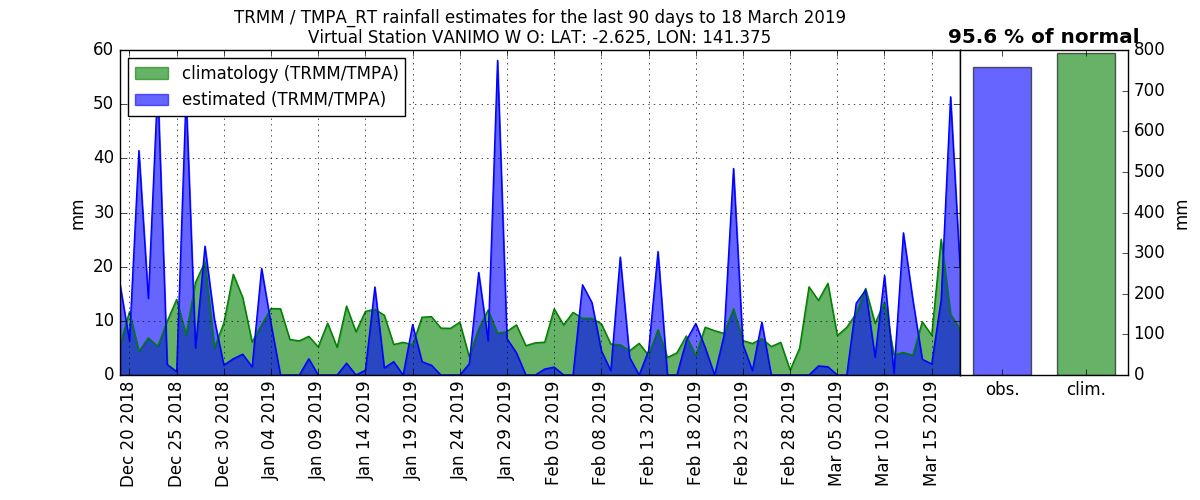 TRMM / TMPA_RT rainfall estimates for the last 90 days to 18 March 2019
Virtual Station VANIMO W O: LAT: -2.625, LON: 141.375
95.6 % of normal
climatology (TRMM/TMPA)
estimated (TRMM/TMPA)
60
50
40
30
20
10
0
mm
800
700
600
500
400
300
200
100
0
mm
obs.
clim.
Dec 20 2018
Dec 25 2018
Dec 30 2018
Jan 04 2019
Jan 09 2019
Jan 14 2019
Jan 19 2019
Jan 24 2019
Jan 29 2019
Feb 03 2019
Feb 08 2019
Feb 13 2019
Feb 18 2019
Feb 23 2019
Feb 28 2019
Mar 05 2019
Mar 10 2019
Mar 15 2019